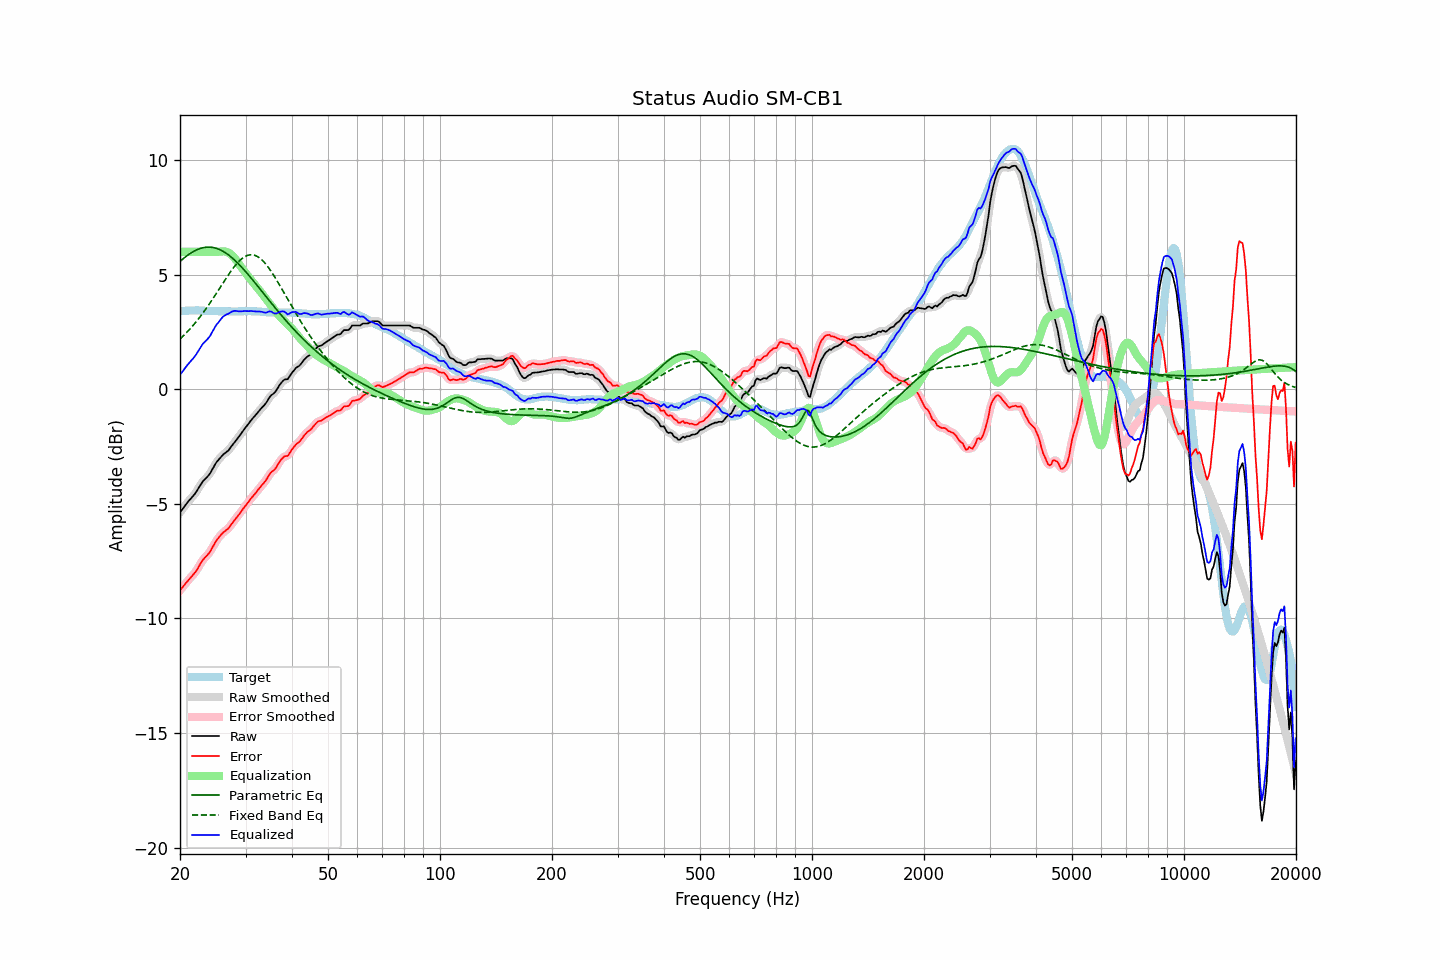 Status Audio SM-CB1
Amplitude (dBr)
10
5
0
−5
−10
−15
−20
Target
Raw Smoothed
Error Smoothed
Raw
Error
Equalization
Parametric Eq
Fixed Band Eq
Equalized
20 50 100 200 500 1000 2000 5000 10000 20000
Frequency (Hz)